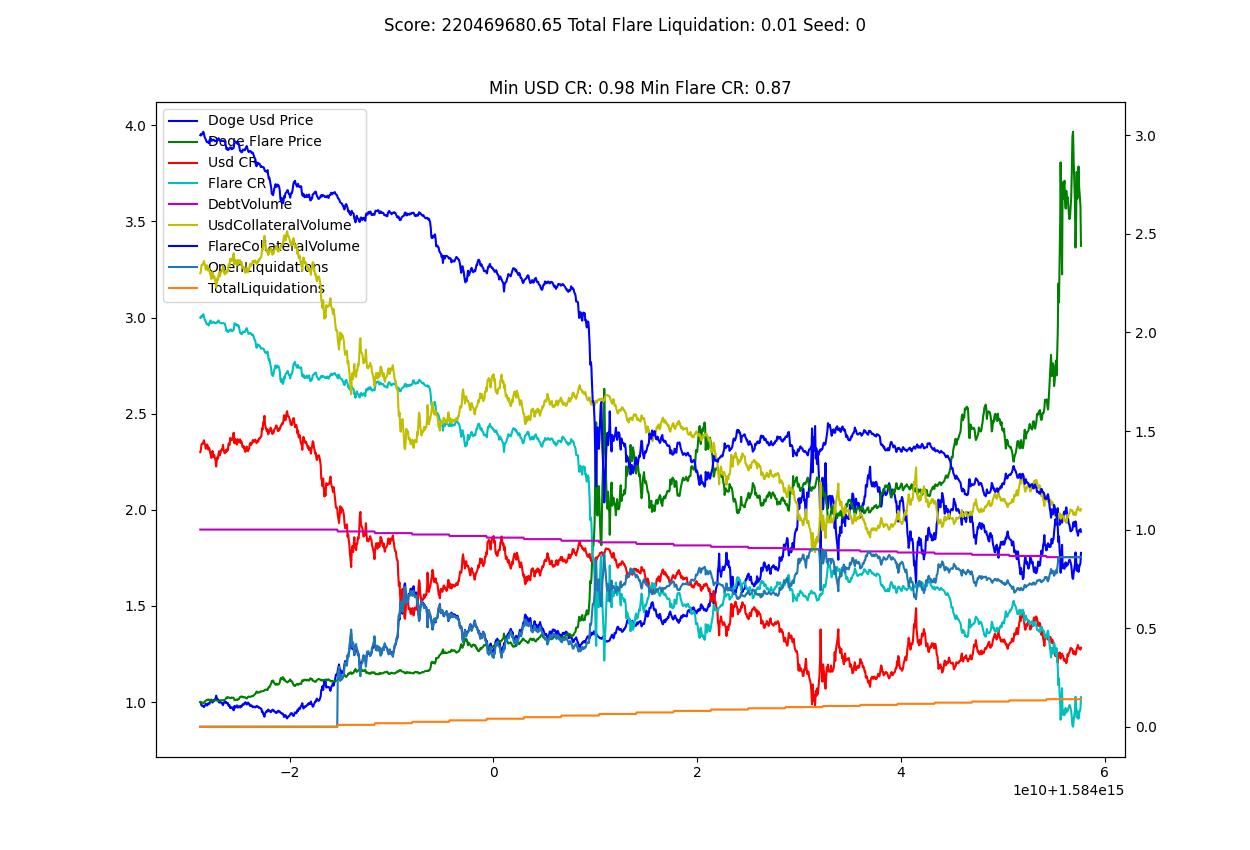 Score: 220469680.65 Total Flare Liquidation: 0.01 Seed: 0
Min USD CR: 0.98 Min Flare CR: 0.87
Doge Usd Price
Doge Flare Price
Usd CR
Flare CR
DebtVolume
UsdCollateralVolume
FlareCollateralVolume
OpenLiquidations
TotalLiquidations
4.0
3.5
3.0
2.5
2.0
1.5
1.0
3.0
2.5
2.0
1.5
1.0
0.5
0.0
−2
0
2
4
6
1e10+1.584e15